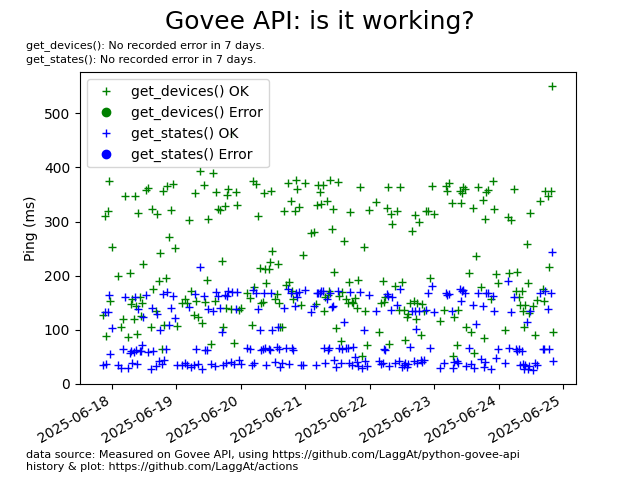 Govee API: is it working?
get_devices(): No recorded error in 7 days.
get_states(): No recorded error in 7 days.
get_devices() OK
get_devices() Error
get_states() OK
get_states() Error
Ping (ms)
500
400
300
200
100
0
2025-06-18
2025-06-19
2025-06-20
2025-06-21
2025-06-22
2025-06-23
2025-06-24
2025-06-25
data source: Measured on Govee API, using https://github.com/LaggAt/python-govee-api
history & plot: https://github.com/LaggAt/actions